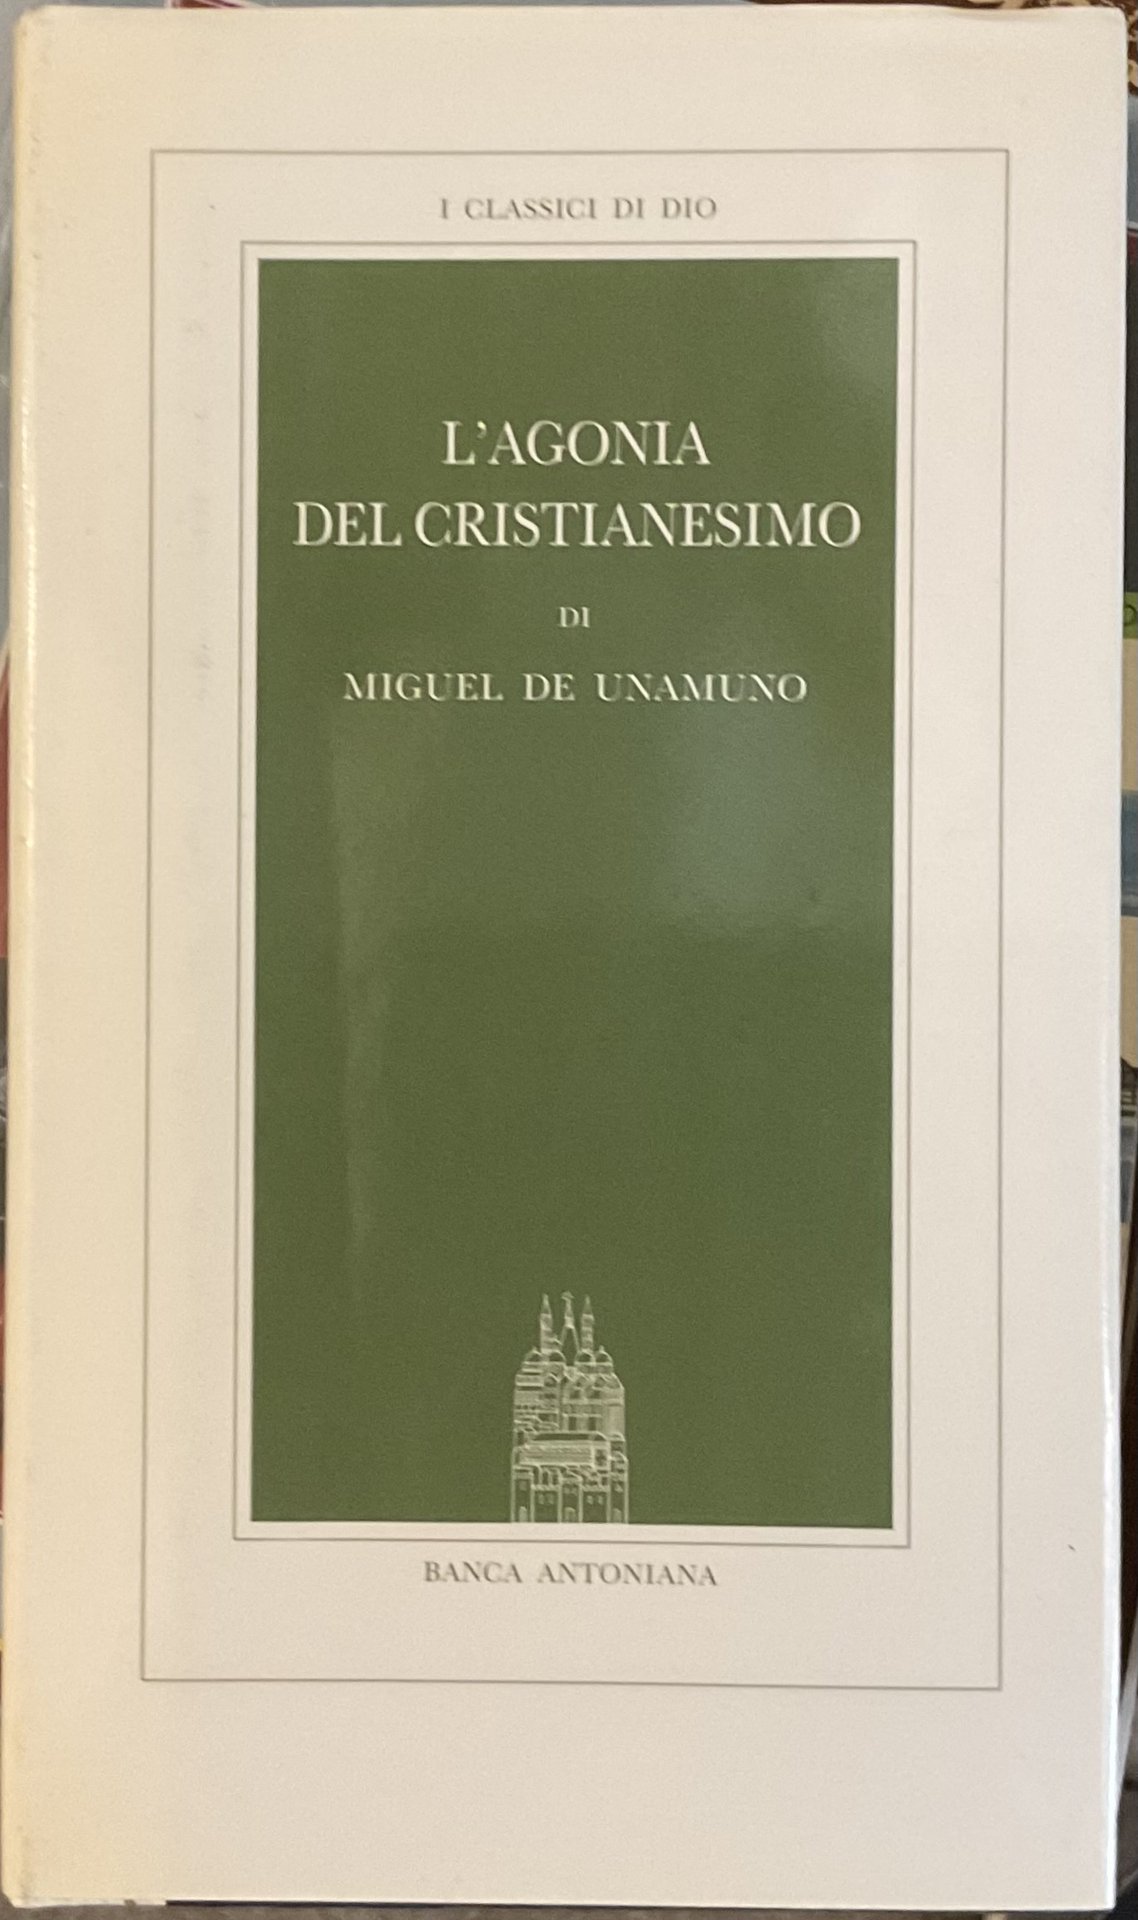 I CLASSICI DI DIO
L'AGONIA
DEL CRISTIANESIMO
DI
MIGUEL DE UNAMUNO
BANCA ANTONIANA